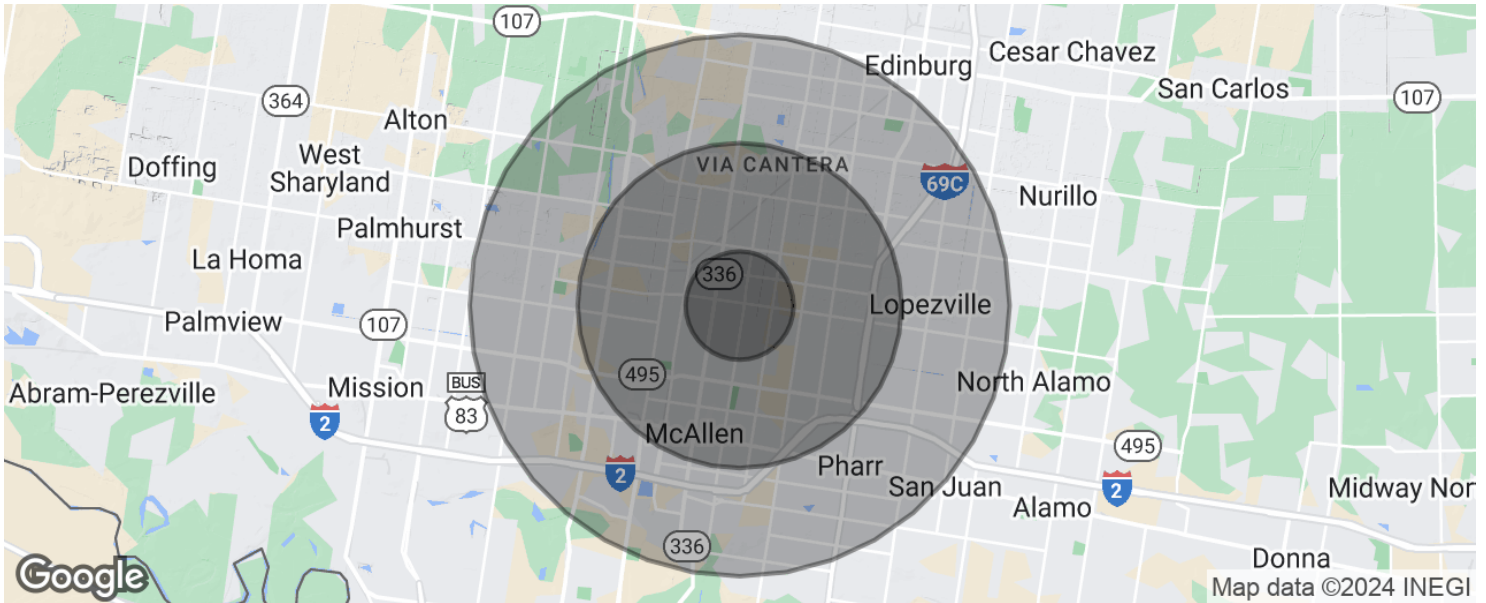 107
Edinburg
Cesar Chavez
San Carlos
107
364
Alton
Doffing
West
Sharyland
VIA CANTERA
69C
Nurillo
Palmhurst
La Homa
336
Lopezville
Palmview
107
495
North Alamo
Abram-Perezville
Mission
BUS
83
2
McAllen
495
Pharr
2
San Juan
2
Midway Nor
Alamo
336
Donna
Google
Map data ©2024 INEGI